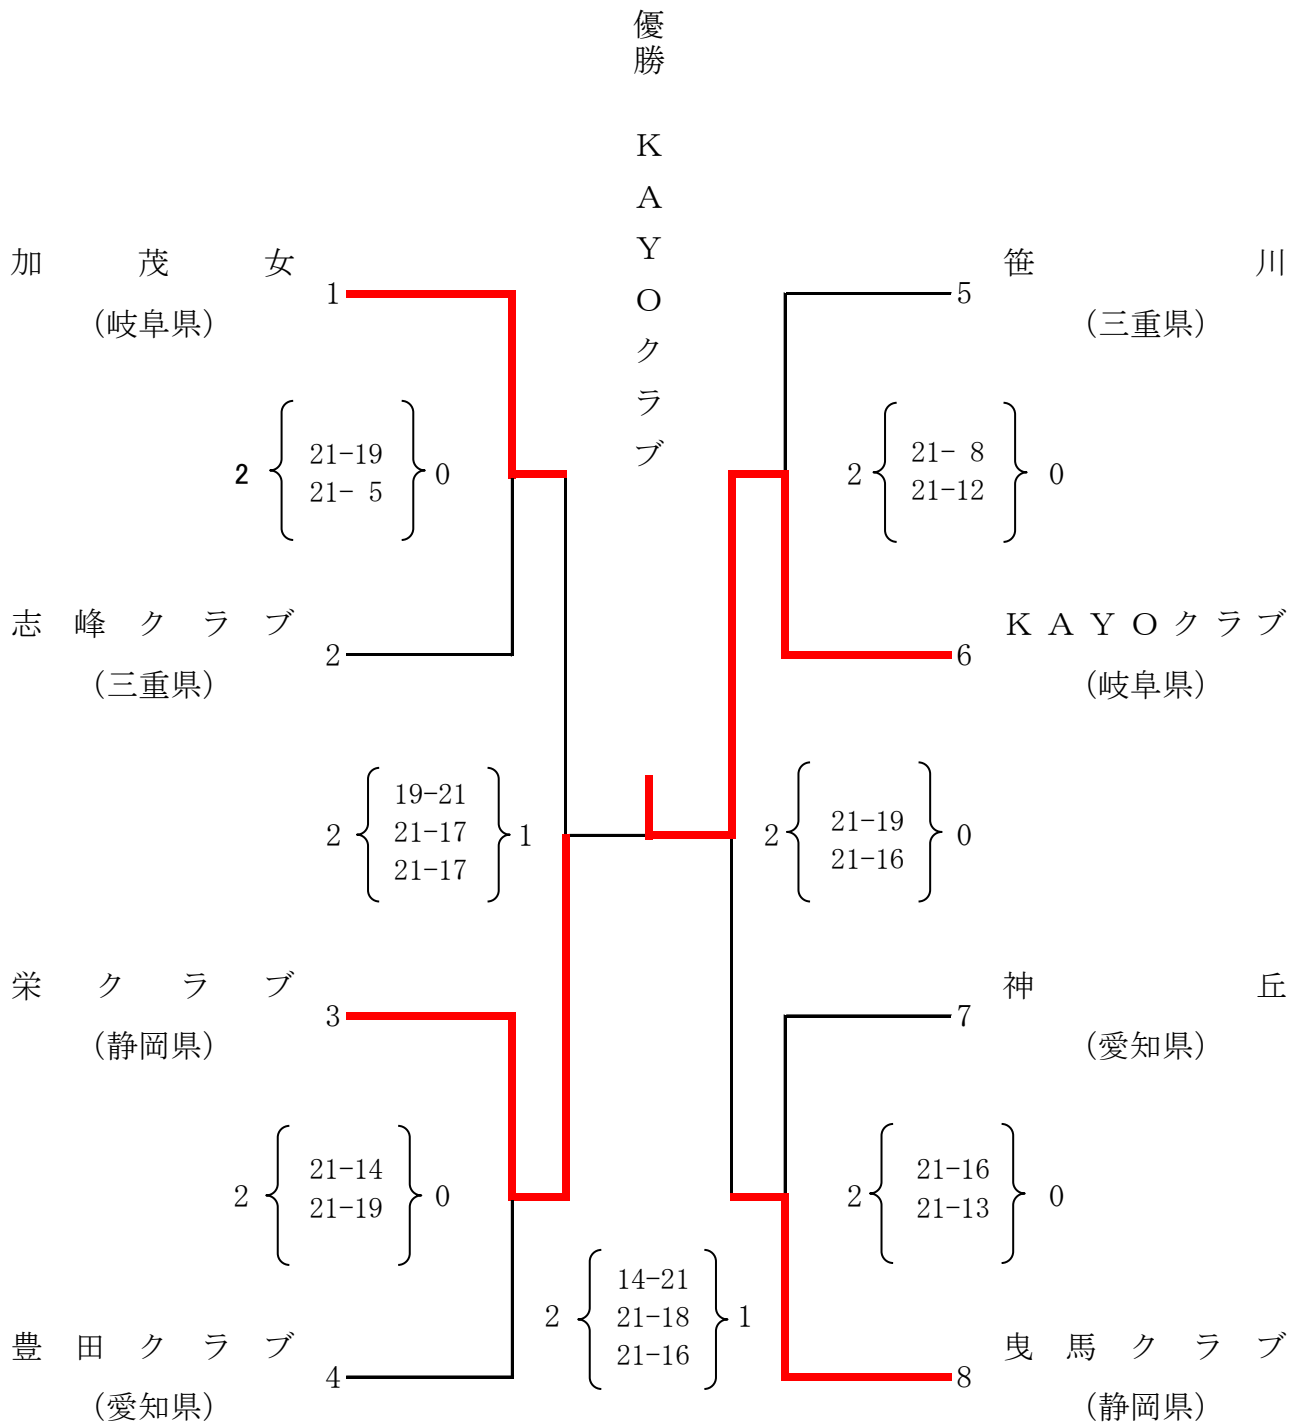 優勝 KAYOクラブ
加茂女
1
(岐阜県)
2 21-19 0
21- 5
志峰クラブ
2
(三重県)
2 19-21 1
21-17
21-17
栄クラブ
3
(静岡県)
2 21-14 0
21-19
豊田クラブ
4
(愛知県)
笹川
5
(三重県)
2 21- 8 0
21-12
KAYOクラブ
6
(岐阜県)
2 21-19 0
21-16
神丘
7
(愛知県)
2 21-16 0
21-13
曳馬クラブ
8
(静岡県)
2 14-21 1
21-18
21-16